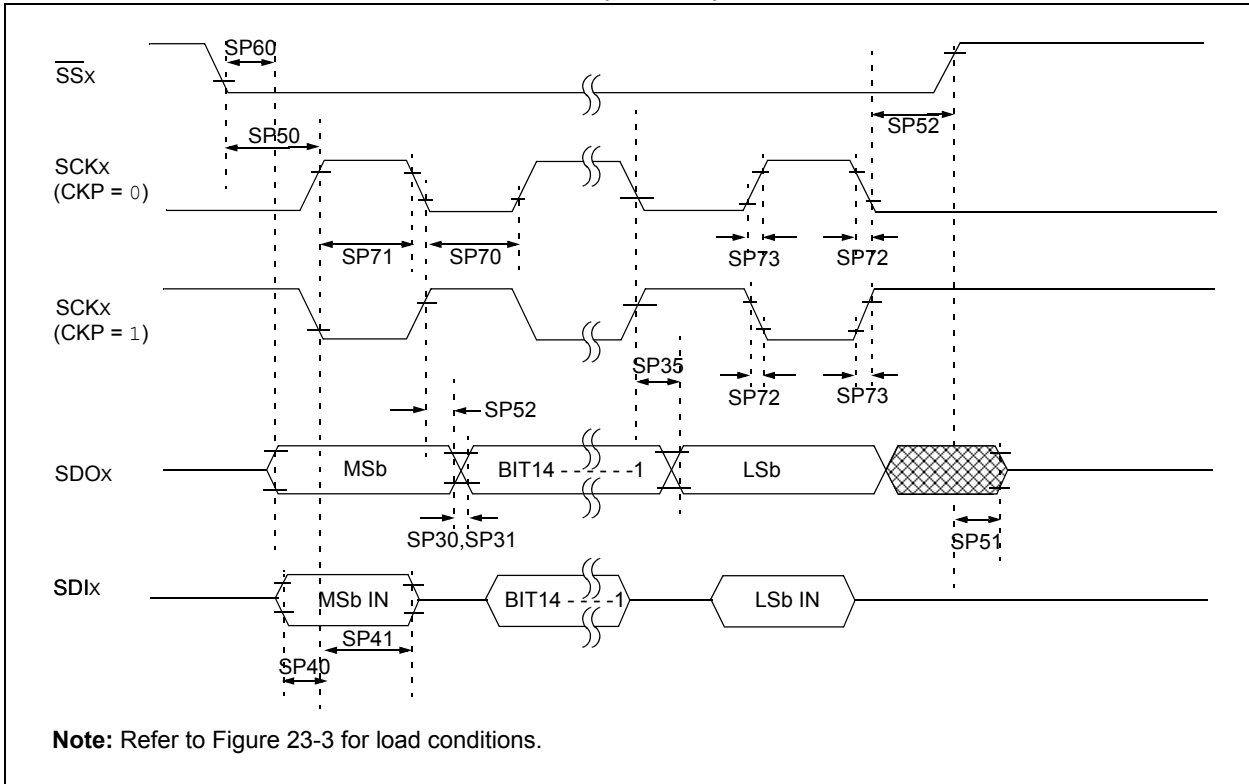 SP60
SSx
SP52
SP50
SCKx
(CKP = 0)
SP71
SP70
SP73
SP72
SCKx
(CKP = 1)
SP35
SP72
SP73
SP52
SDOx
MSb
BIT14 - - - - - -1
LSb
SP30,SP31
SP51
SDIx
MSb IN
BIT14 - - - -1
LSb IN
SP41
SP40
Note: Refer to Figure 23-3 for load conditions.